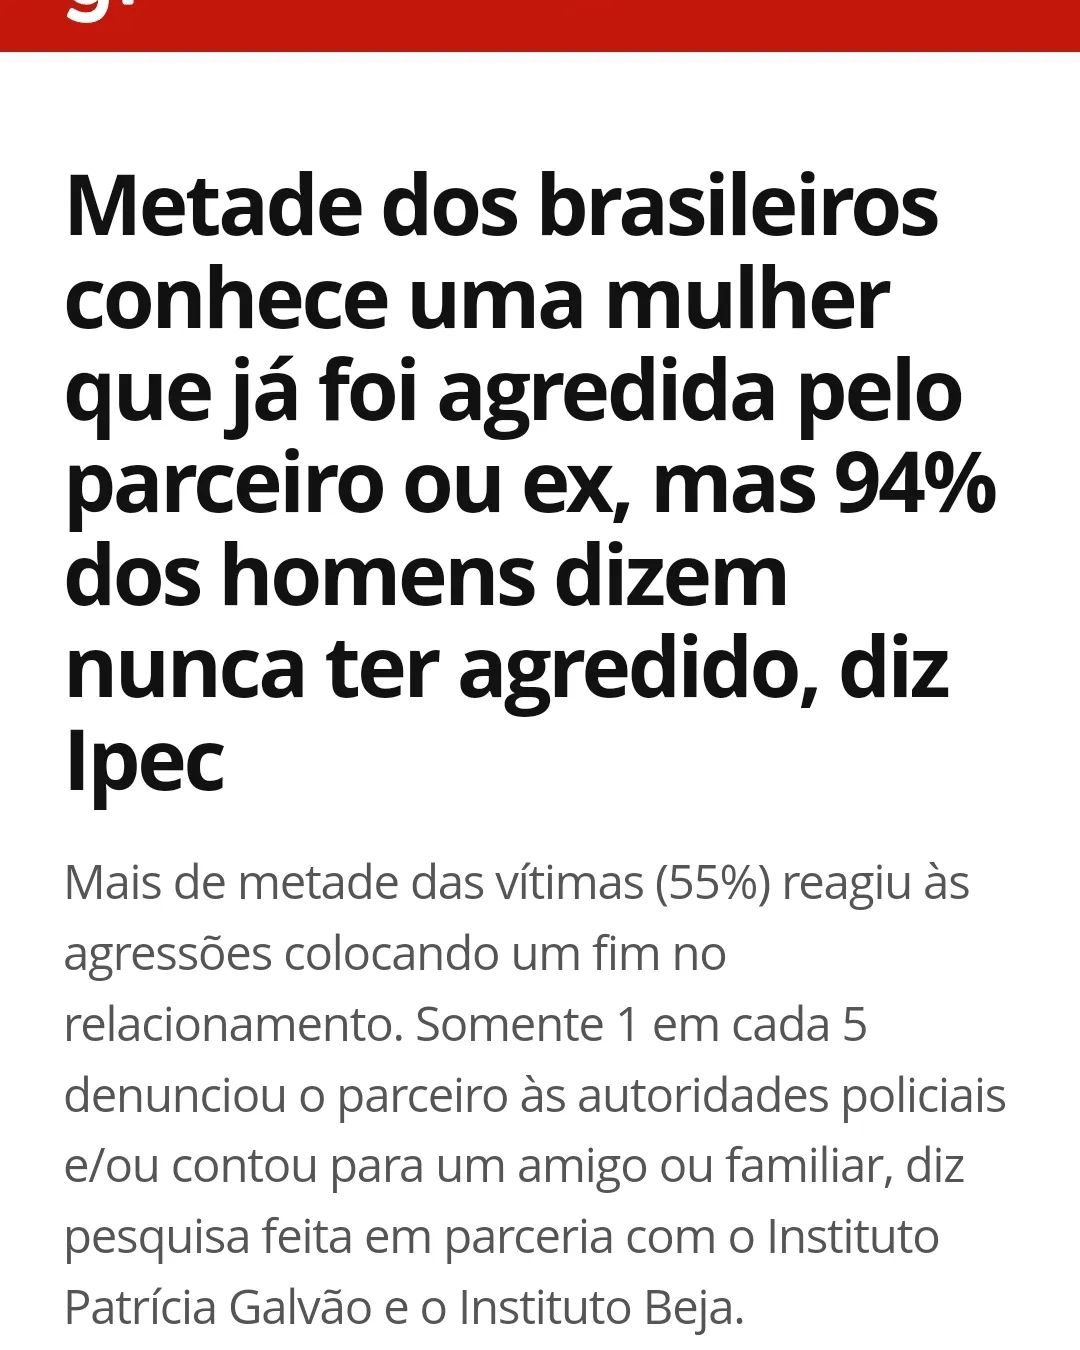 Metade dos brasileiros
conhece uma mulher
que já foi agredida pelo
parceiro ou ex, mas 94%
dos homens dizem
nunca ter agredido, diz
Ipec
Mais de metade das vítimas (55%) reagiu às
agressões colocando um fim no
relacionamento. Somente 1 em cada 5
denunciou o parceiro às autoridades policiais
e/ou contou para um amigo ou familiar, diz
pesquisa feita em parceria com o Instituto
Patrícia Galvão e o Instituto Beja.